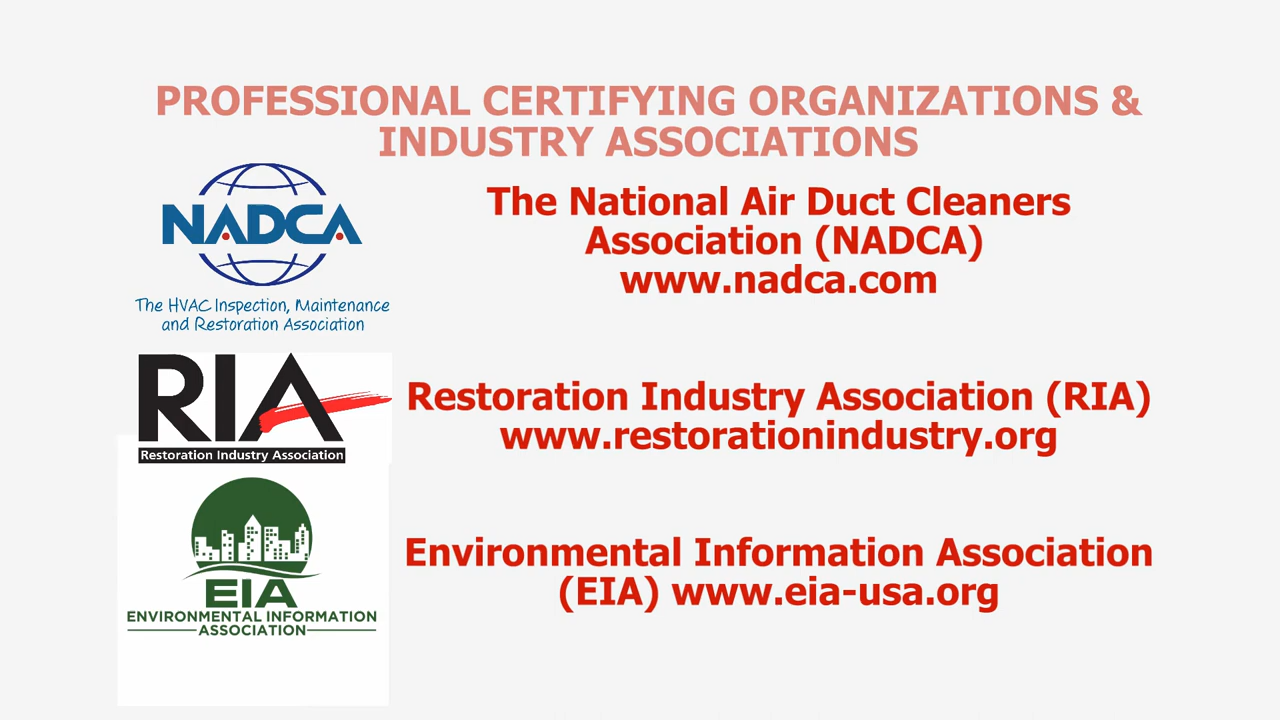 PROFESSIONAL CERTIFYING ORGANIZATIONS &
INDUSTRY ASSOCIATIONS
NADCA
The HVAC Inspection, Maintenance
and Restoration Association
The National Air Duct Cleaners
Association (NADCA)
www.nadca.com
RIA
Restoration Industry Association
Restoration Industry Association (RIA)
www.restorationindustry.org
EIA
ENVIRONMENTAL INFORMATION
ASSOCIATION
Environmental Information Association
(EIA) www.eia-usa.org